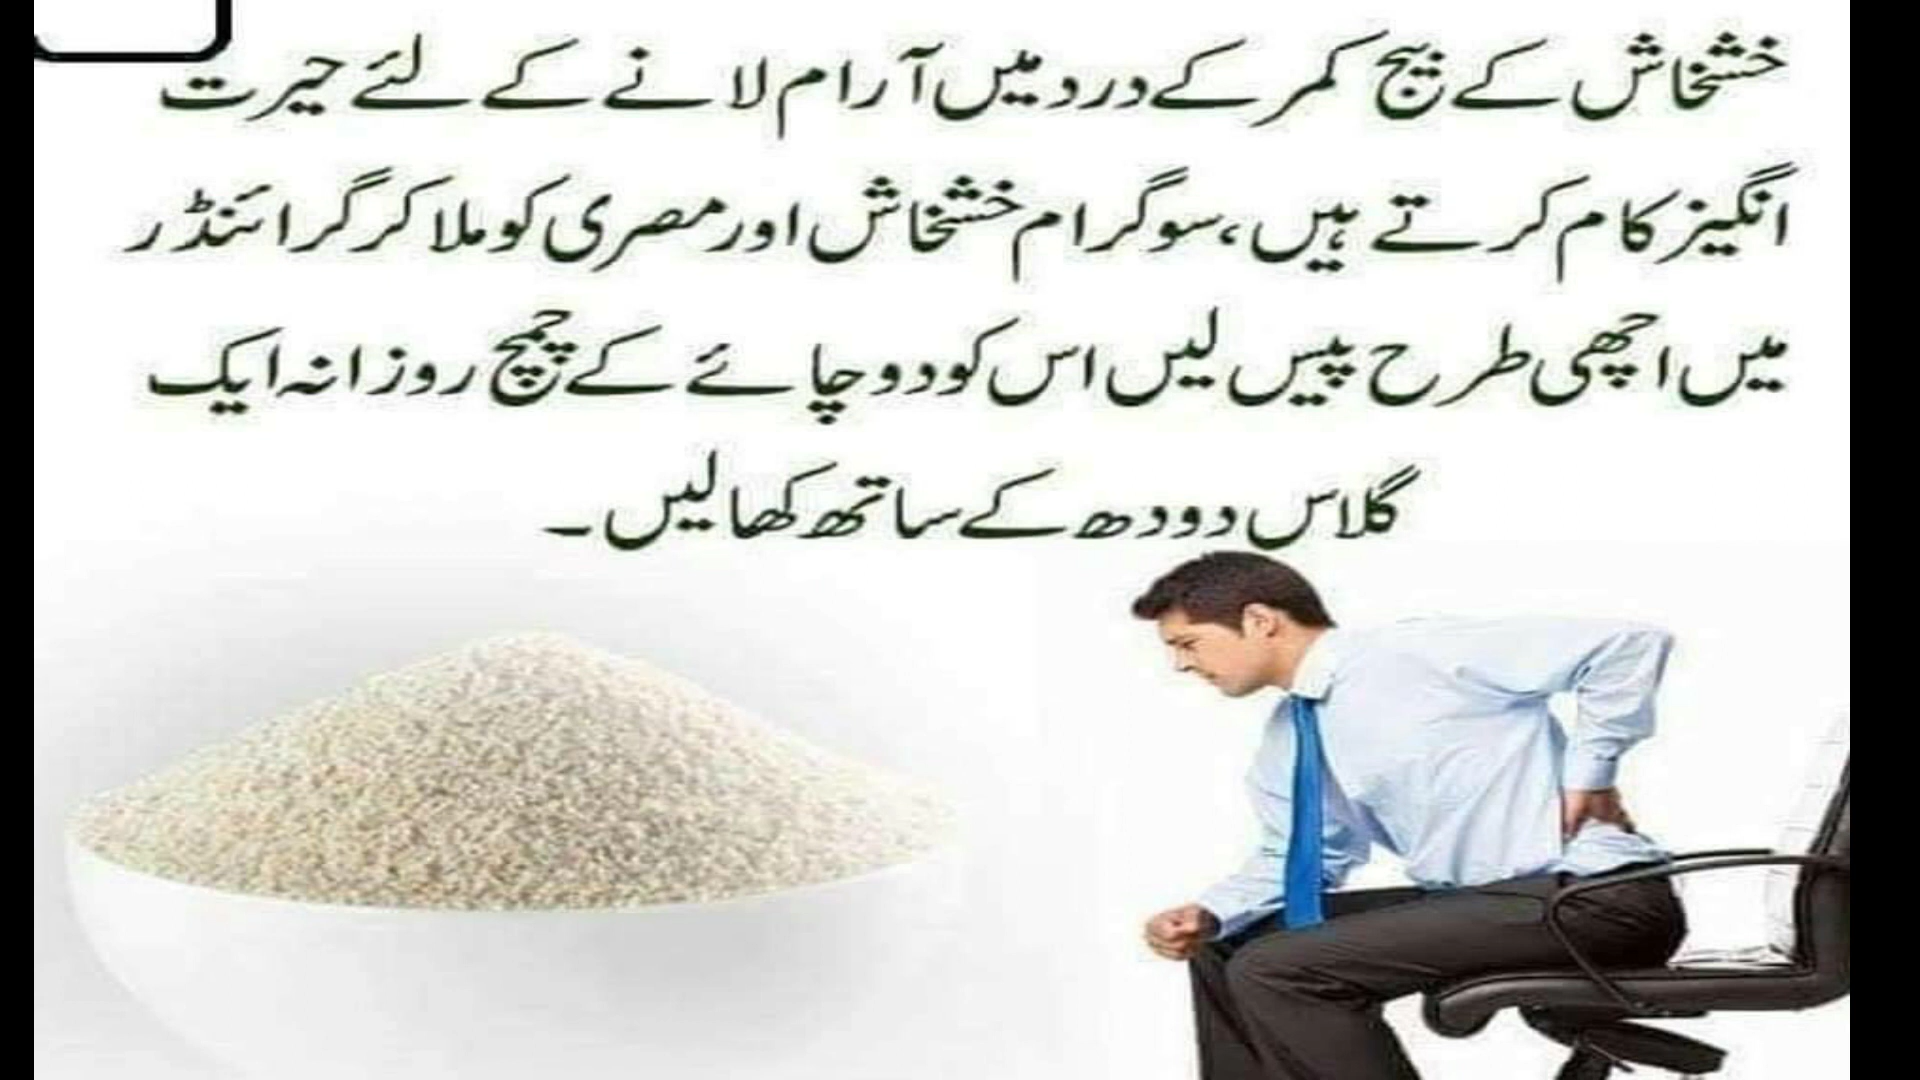 خشخاش کے بیج کمر کے درد میں آرام لانے کے لئے حیرت
انگیز کام کرتے ہیں، سو گرام خشخاش اور مصری کو ملا کر گرائنڈر
میں اچھی طرح پیس لیں اس کو دو چائے کے چمچ روزانہ ایک
گلاس دودھ کے ساتھ کھا لیں۔